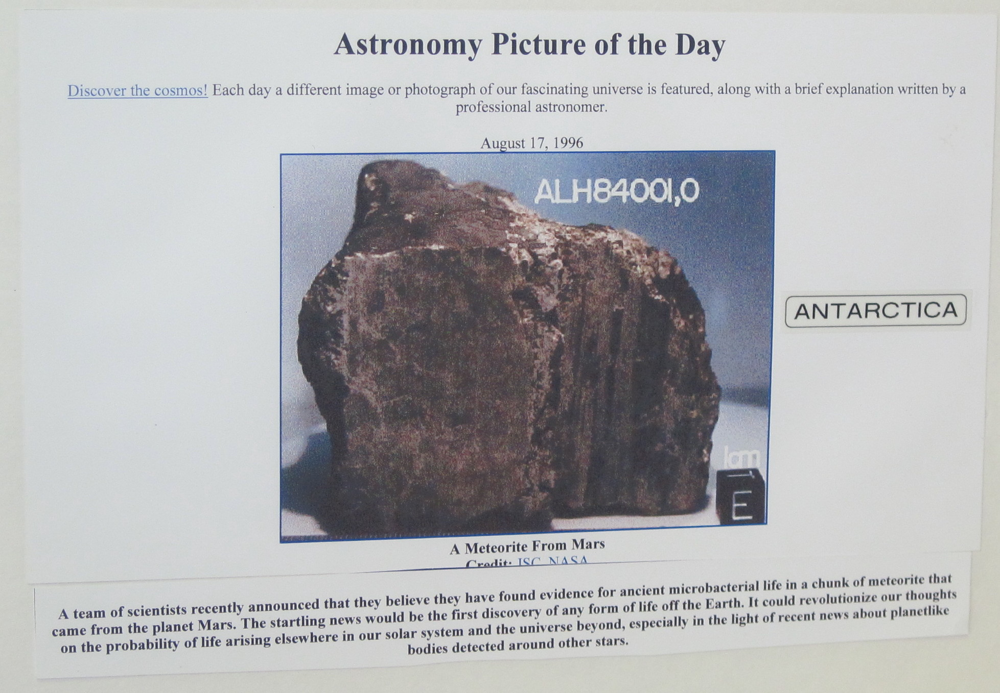 Astronomy Picture of the Day
Discover the cosmos! Each day a different image or photograph of our fascinating universe is featured, along with a brief explanation written by a
professional astronomer.
August 17, 1996
ALH84001,0
ANTARCTICA
1cm
E
A Meteorite From Mars
Credit: JSC, NASA
A team of scientists recently announced that they believe they have found evidence for ancient microbacterial life in a chunk of meteorite that
came from the planet Mars. The startling news would be the first discovery of any form of life off the Earth. It could revolutionize our thoughts
on the probability of life arising elsewhere in our solar system and the universe beyond, especially in the light of recent news about planetlike
bodies detected around other stars.